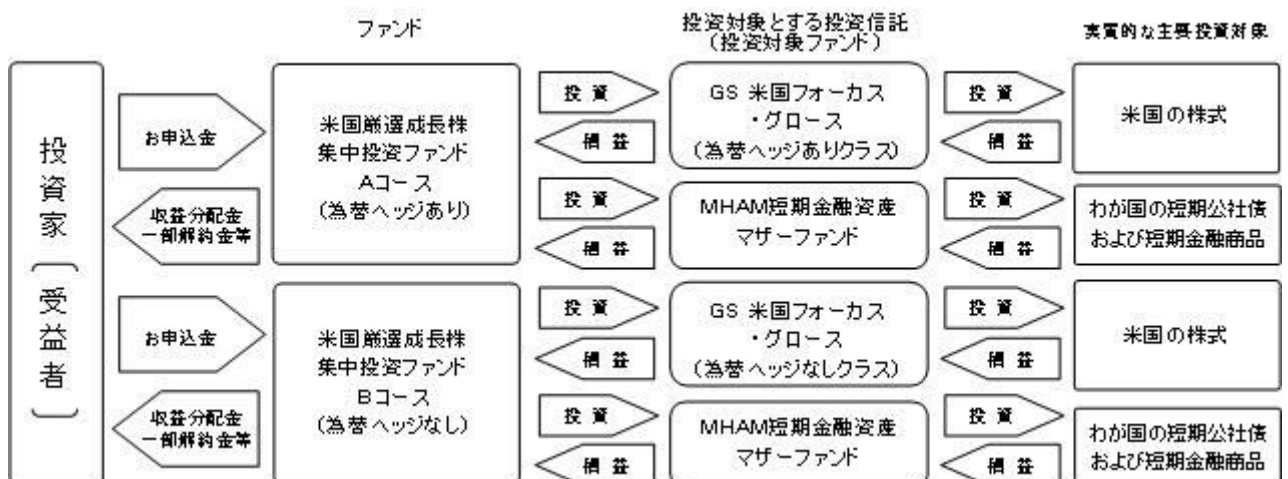 ファンド
投資対象とする投資信託
(投資対象ファンド)
実質的な主要投資対象
投資家
(受益者)
お申込金
収益分配金
一部解約金等
米国厳選成長株
集中投資ファンド
Aコース
(為替ヘッジあり)
投資
損益
GS 米国フォーカス
・グロース
(為替ヘッジありクラス)
投資
損益
米国の株式
投資
損益
MHAM短期金融資産
マザーファンド
投資
損益
わが国の短期公社債
および短期金融商品
お申込金
収益分配金
一部解約金等
米国厳選成長株
集中投資ファンド
Bコース
(為替ヘッジなし)
投資
損益
GS 米国フォーカス
・グロース
(為替ヘッジなしクラス)
投資
損益
米国の株式
投資
損益
MHAM短期金融資産
マザーファンド
投資
損益
わが国の短期公社債
および短期金融商品